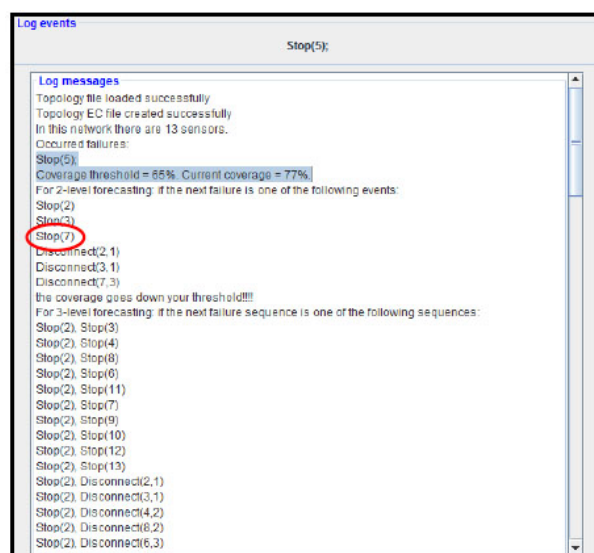 Log events
Stop(5);
Log messages
Topology file loaded successfully
Topology EC file created successfully
In this network there are 13 sensors.
Occurred failures:
Stop(5);
Coverage threshold = 65%. Current coverage = 77%.
For 2-level forecasting: if the next failure is one of the following events:
Stop(2)
Stop(3)
Stop(7)
Disconnect(2,1)
Disconnect(3,1)
Disconnect(7,3)
the coverage goes down your threshold!!!!
For 3-level forecasting: if the next failure sequence is one of the following sequences:
Stop(2), Stop(3)
Stop(2), Stop(4)
Stop(2), Stop(8)
Stop(2), Stop(6)
Stop(2), Stop(11)
Stop(2), Stop(7)
Stop(2), Stop(9)
Stop(2), Stop(10)
Stop(2), Stop(12)
Stop(2), Stop(13)
Stop(2), Disconnect(2,1)
Stop(2), Disconnect(3,1)
Stop(2), Disconnect(4,2)
Stop(2), Disconnect(8,2)
Stop(2), Disconnect(6,3)